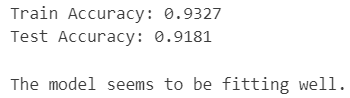 Train Accuracy: 0.9327
Test Accuracy: 0.9181
The model seems to be fitting well.